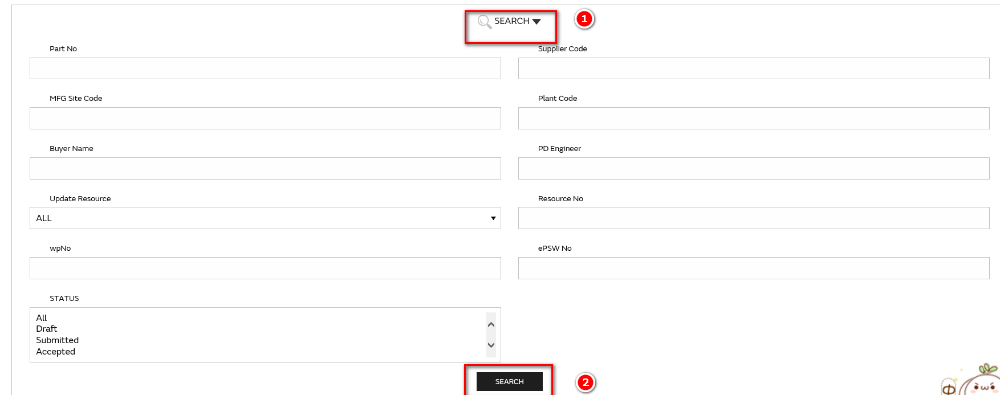 SEARCH
1
Part No
Supplier Code
MFG Site Code
Plant Code
Buyer Name
PD Engineer
Update Resource
Resource No
ALL
wpNo
ePSW No
STATUS
All
Draft
Submitted
Accepted
SEARCH
2
中